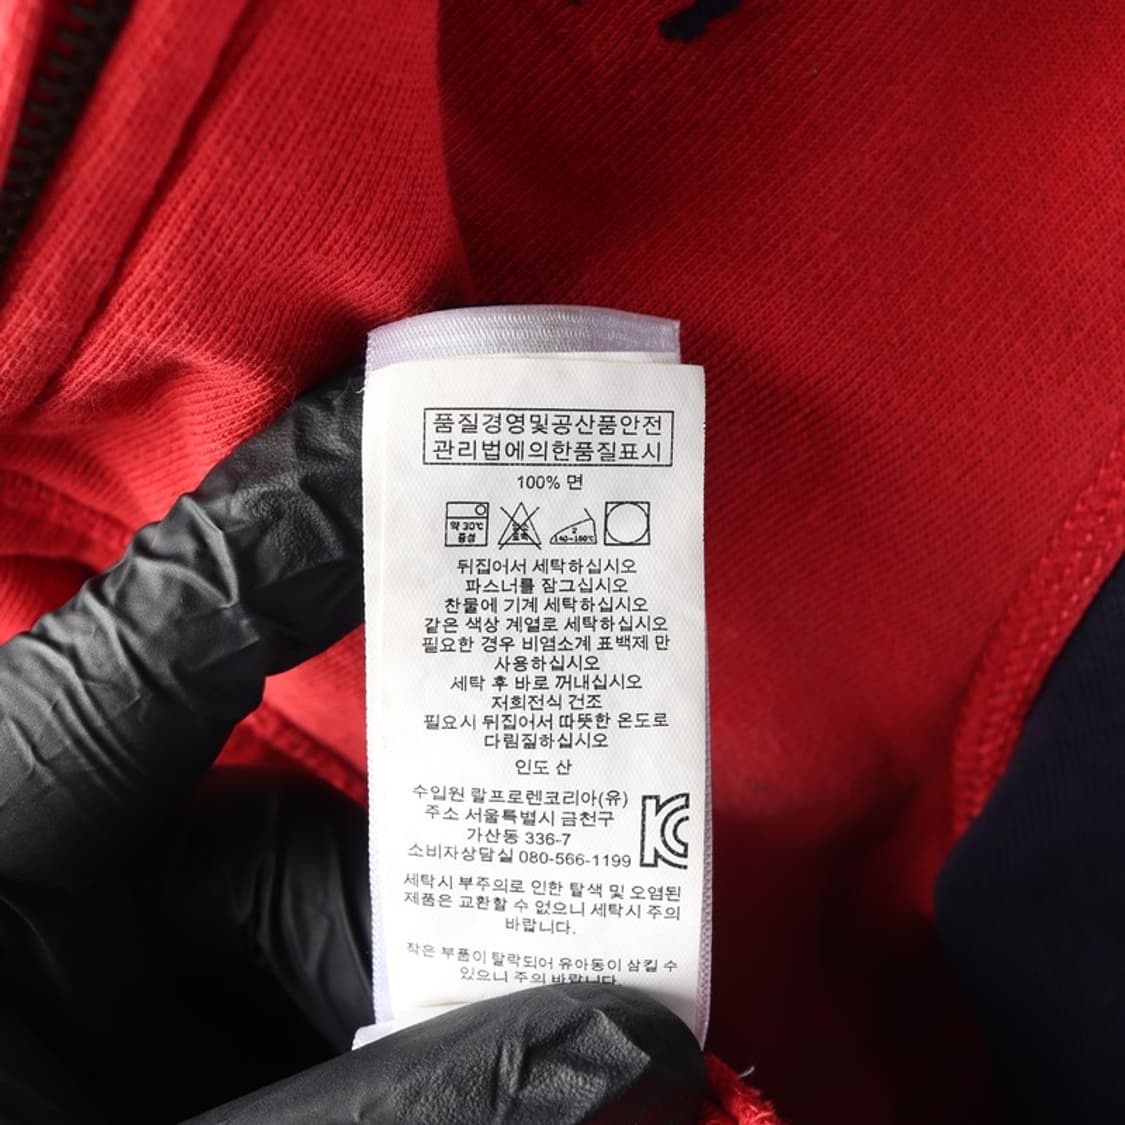 품질경영및공산품안전
관리법에의한품질표시
100% 면
약 30℃
중성
염소
표백
2
140~160℃
뒤집어서 세탁하십시오
파스너를 잠그십시오
찬물에 기계 세탁하십시오
같은 색상 계열로 세탁하십시오
필요한 경우 비염소계 표백제 만
사용하십시오
세탁 후 바로 꺼내십시오
저회전식 건조
필요시 뒤집어서 따뜻한 온도로
다림질하십시오
인도 산
수입원 랄프로렌코리아(유)
주소 서울특별시 금천구
가산동 336-7
소비자상담실 080-566-1199
세탁시 부주의로 인한 탈색 및 오염된
제품은 교환할 수 없으니 세탁시 주의
바랍니다.
작은 부품이 탈락되어 유아동이 삼킬 수
있으니 주의 바랍니다.